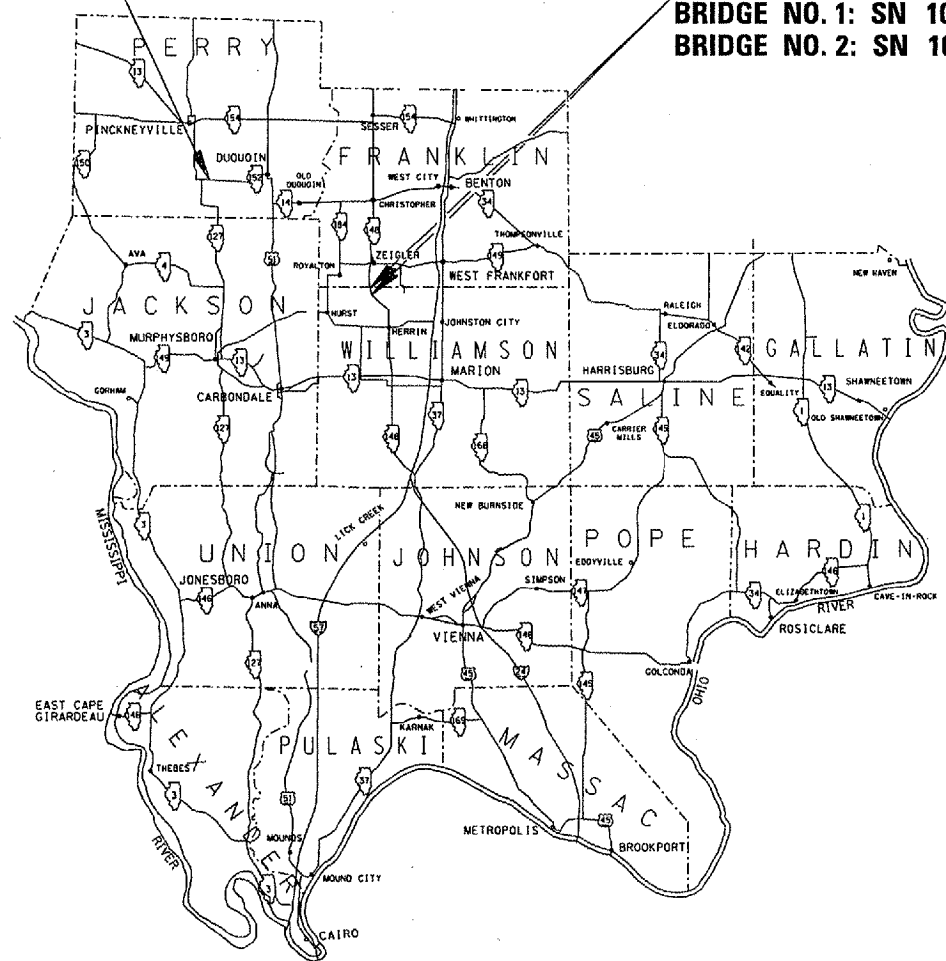 BRIDGE NO. 1: SN 10
BRIDGE NO. 2: SN 10
PERRY
13
154
SESSER
154
WHITTINGTON
PINCKNEYVILLE
FRANKLIN
150
DUQUOIN
152
OLD
DUQUOIN
14
WEST CITY
BENTON
CHRISTOPHER
34
127
184
148
THOMPSONVILLE
51
ZEIGLER
149
AVA
4
ROYALTON
WEST FRANKFORT
NEW HAVEN
JACKSON
HURST
HERRIN
JOHNSTON CITY
RALEIGH
ELDORADO
3
MURPHYSBORO
WILLIAMSON
34
142
GALLATIN
149
13
MARION
HARRISBURG
13
SHAWNEETOWN
GORHAM
CARBONDALE
13
13
SALINE
EQUALITY
1
OLD SHAWNEETOWN
127
148
37
166
45
CARRIER
MILLS
145
MISSISSIPPI
3
LICK CREEK
NEW BURNSIDE
1
UNION
JOHNSON
POPE
HARDIN
JONESBORO
146
ANNA
WEST VIENNA
SIMPSON
EDDYVILLE
147
34
ELIZABETHTOWN
146
RIVER
CAVE-IN-ROCK
57
VIENNA
146
ROSICLARE
127
45
24
145
GOLCONDA
OHIO
EAST CAPE
GIRARDEAU
146
ALEXANDER
PULASKI
KARNAK
169
MASSAC
THEBES
3
37
51
METROPOLIS
45
BROOKPORT
MOUNDS
RIVER
MOUND CITY
3
CAIRO